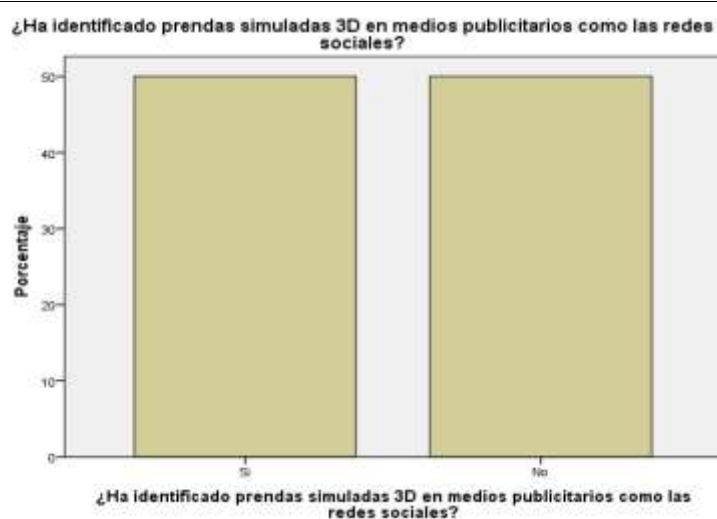 ¿Ha identificado prendas simuladas 3D en medios publicitarios como las redes
sociales?
50
40
30
20
10
0
Porcentaje
Si
No
¿Ha identificado prendas simuladas 3D en medios publicitarios como las
redes sociales?